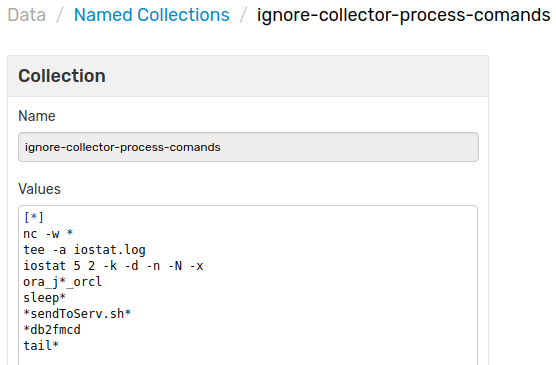 Data / Named Collections / ignore-collector-process-comands
Collection
Name
ignore-collector-process-comands
Values
[*]
nc -w *
tee -a iostat.log
iostat 5 2 -k -d -n -N -x
ora_j*_orcl
sleep*
*sendToServ.sh*
*db2fmcd
tail*